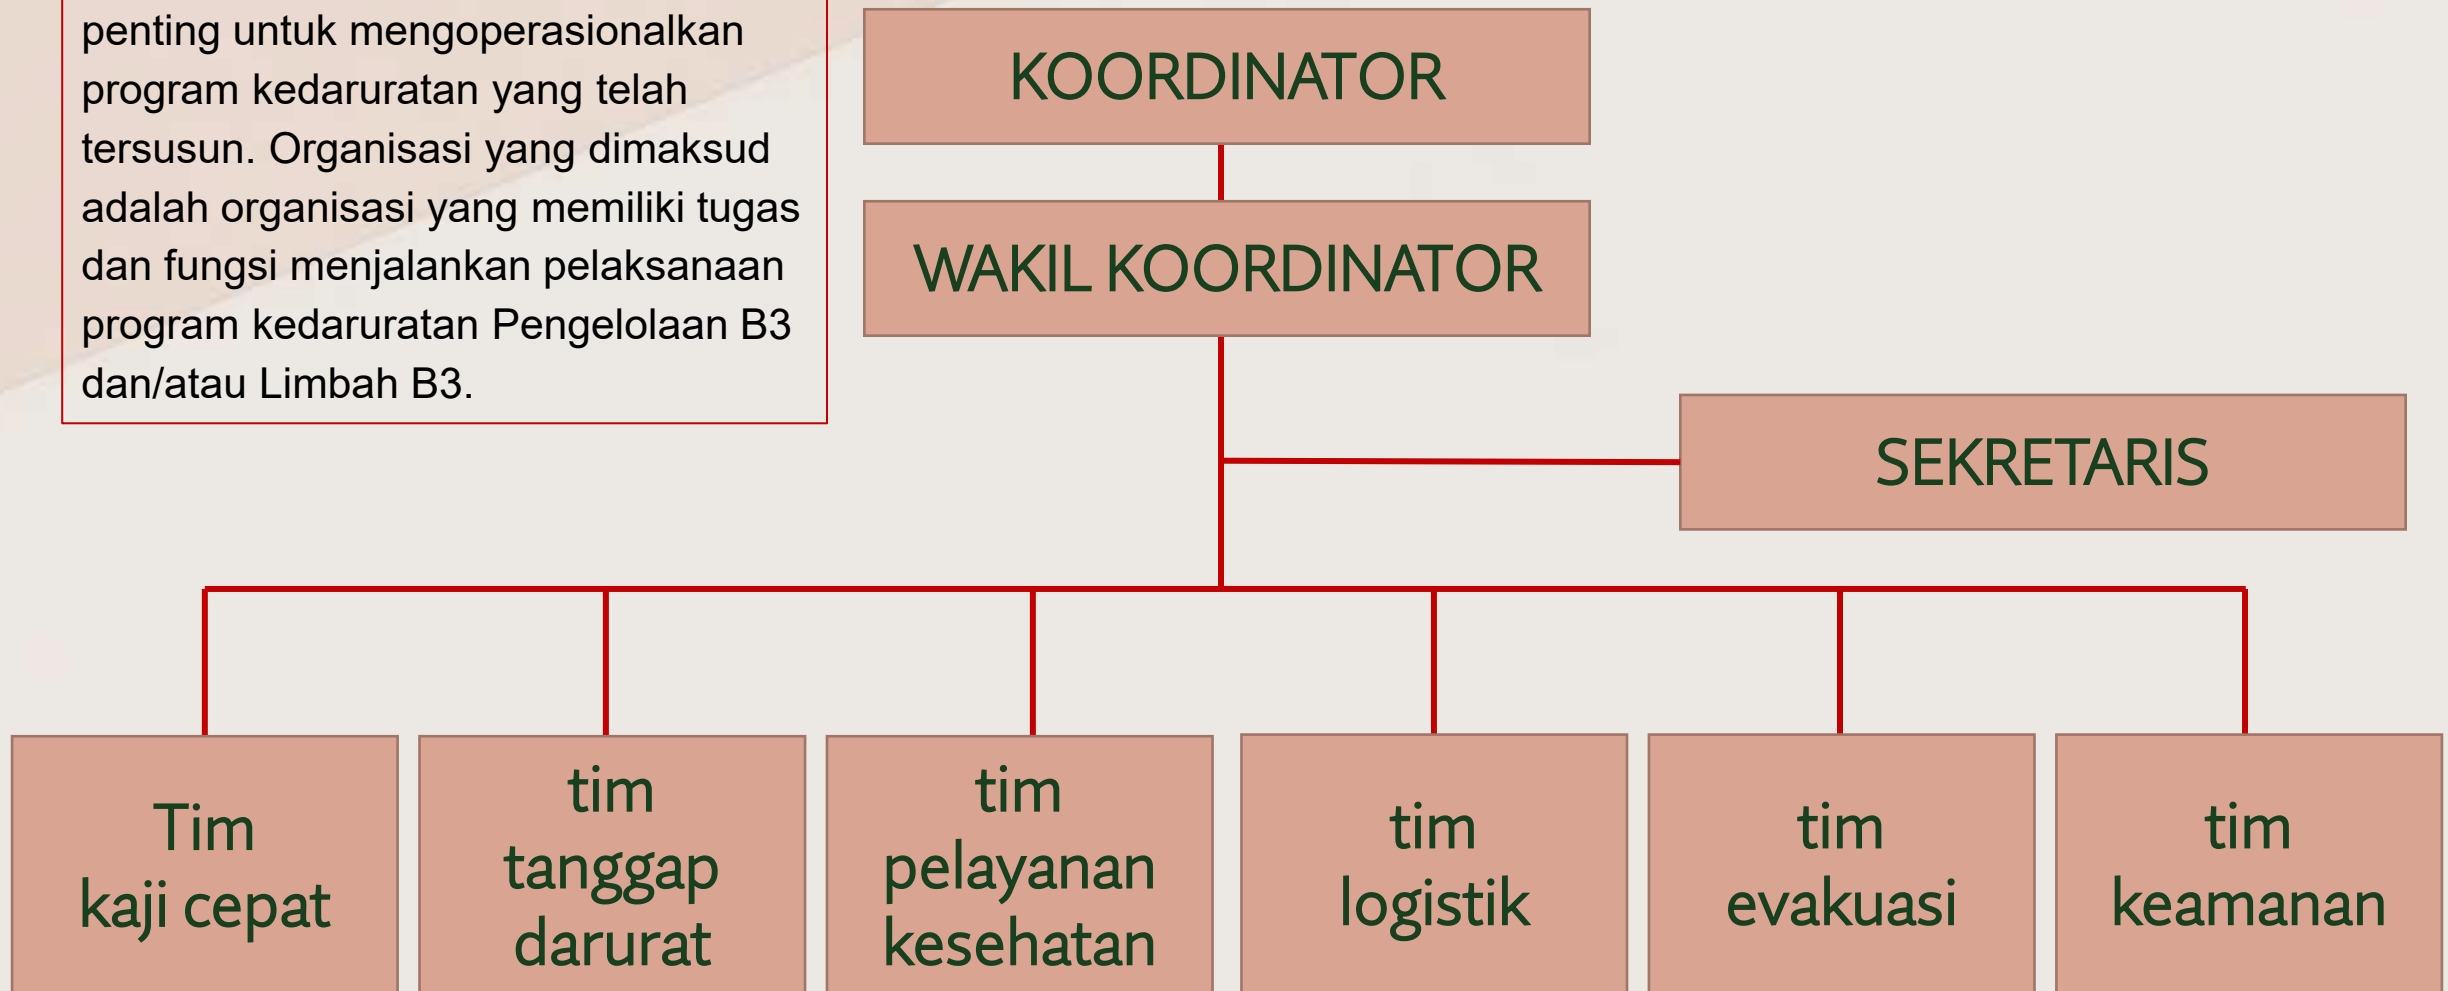 penting untuk mengoperasionalkan
program kedaruratan yang telah
tersusun. Organisasi yang dimaksud
adalah organisasi yang memiliki tugas
dan fungsi menjalankan pelaksanaan
program kedaruratan Pengelolaan B3
dan/atau Limbah B3.
KOORDINATOR
WAKIL KOORDINATOR
SEKRETARIS
Tim
kaji cepat
tim
tanggap
darurat
tim
pelayanan
kesehatan
tim
logistik
tim
evakuasi
tim
keamanan